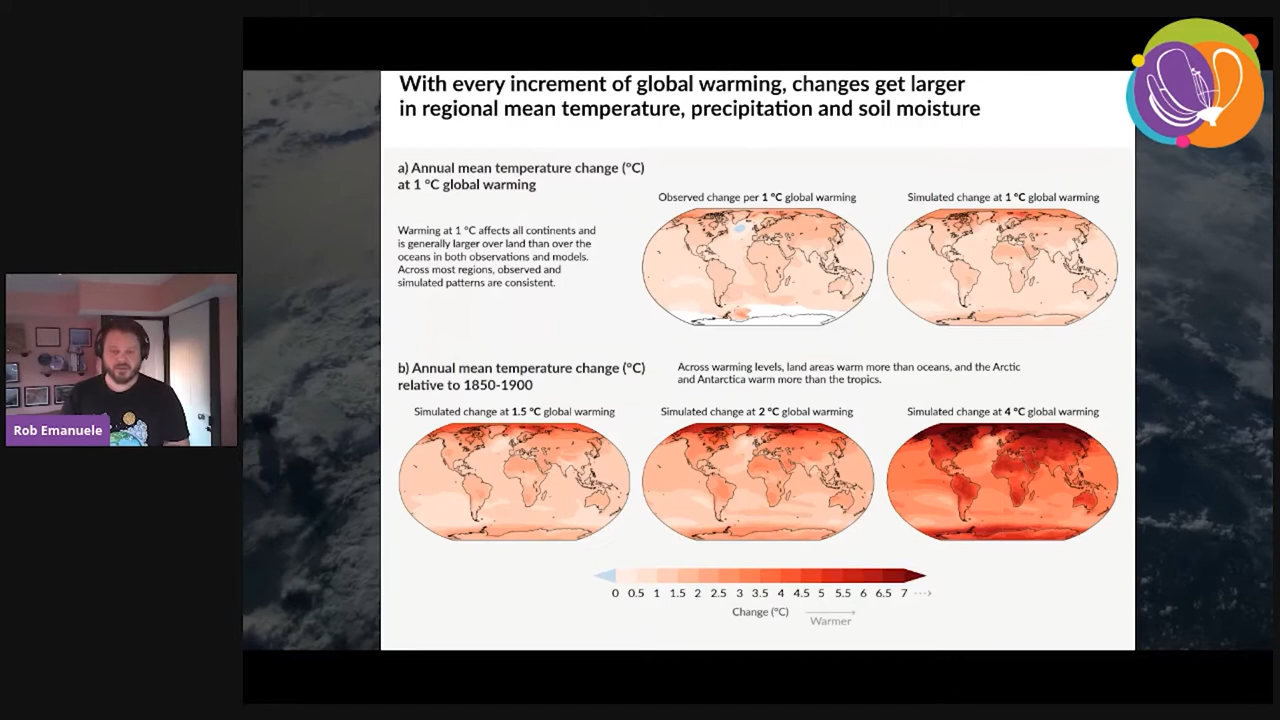 With every increment of global warming, changes get larger
in regional mean temperature, precipitation and soil moisture
a) Annual mean temperature change (°C)
at 1 °C global warming
Warming at 1 °C affects all continents and
is generally larger over land than over the
oceans in both observations and models.
Across most regions, observed and
simulated patterns are consistent.
Observed change per 1 °C global warming
Simulated change at 1 °C global warming
b) Annual mean temperature change (°C)
relative to 1850-1900
Across warming levels, land areas warm more than oceans, and the Arctic
and Antarctica warm more than the tropics.
Simulated change at 1.5 °C global warming
Simulated change at 2 °C global warming
Simulated change at 4 °C global warming
0 0.5 1 1.5 2 2.5 3 3.5 4 4.5 5 5.5 6 6.5 7
Change (°C)
Warmer
Rob Emanuele